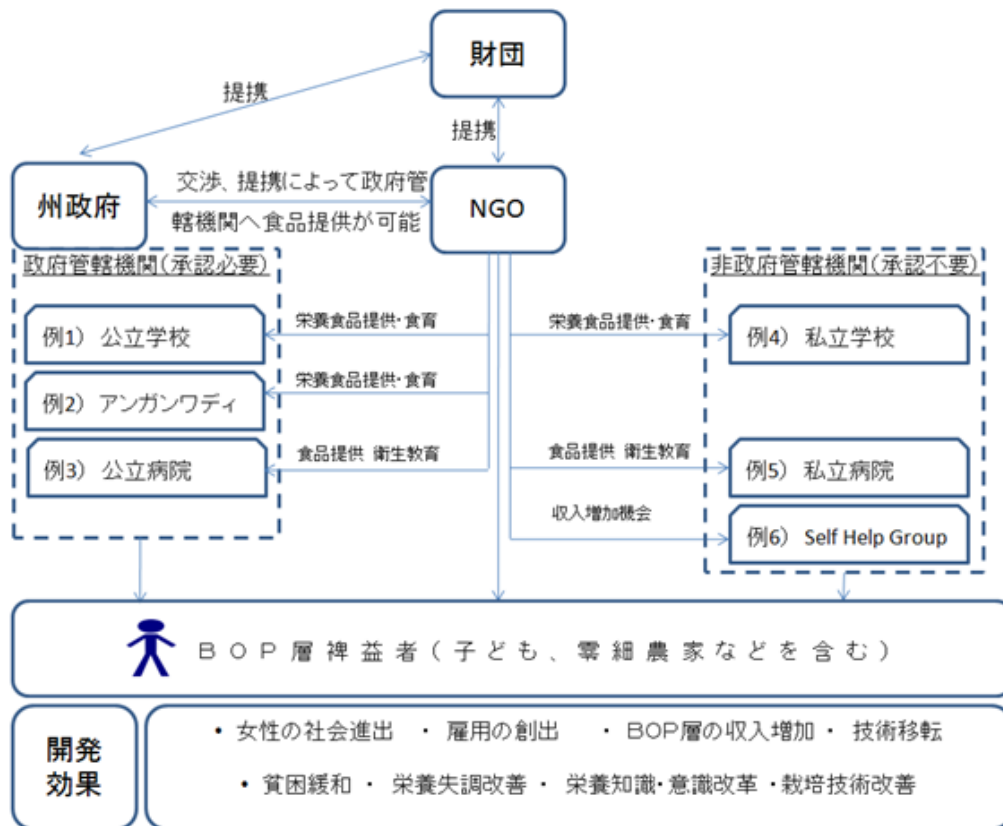 財団
提携
提携
州政府
交渉、提携によって政府管
轄機関へ食品提供が可能
NGO
政府管轄機関(承認必要)
非政府管轄機関(承認不要)
例1) 公立学校
栄養食品提供・食育
栄養食品提供・食育
例4) 私立学校
例2) アンガンワディ
栄養食品提供・食育
例3) 公立病院
食品提供 衛生教育
食品提供 衛生教育
例5) 私立病院
収入増加機会
例6) Self Help Group
BOP層裨益者(子ども、零細農家などを含む)
開発
効果
・女性の社会進出 ・雇用の創出 ・BOP層の収入増加・技術移転
・貧困緩和・栄養失調改善・栄養知識・意識改革・栽培技術改善